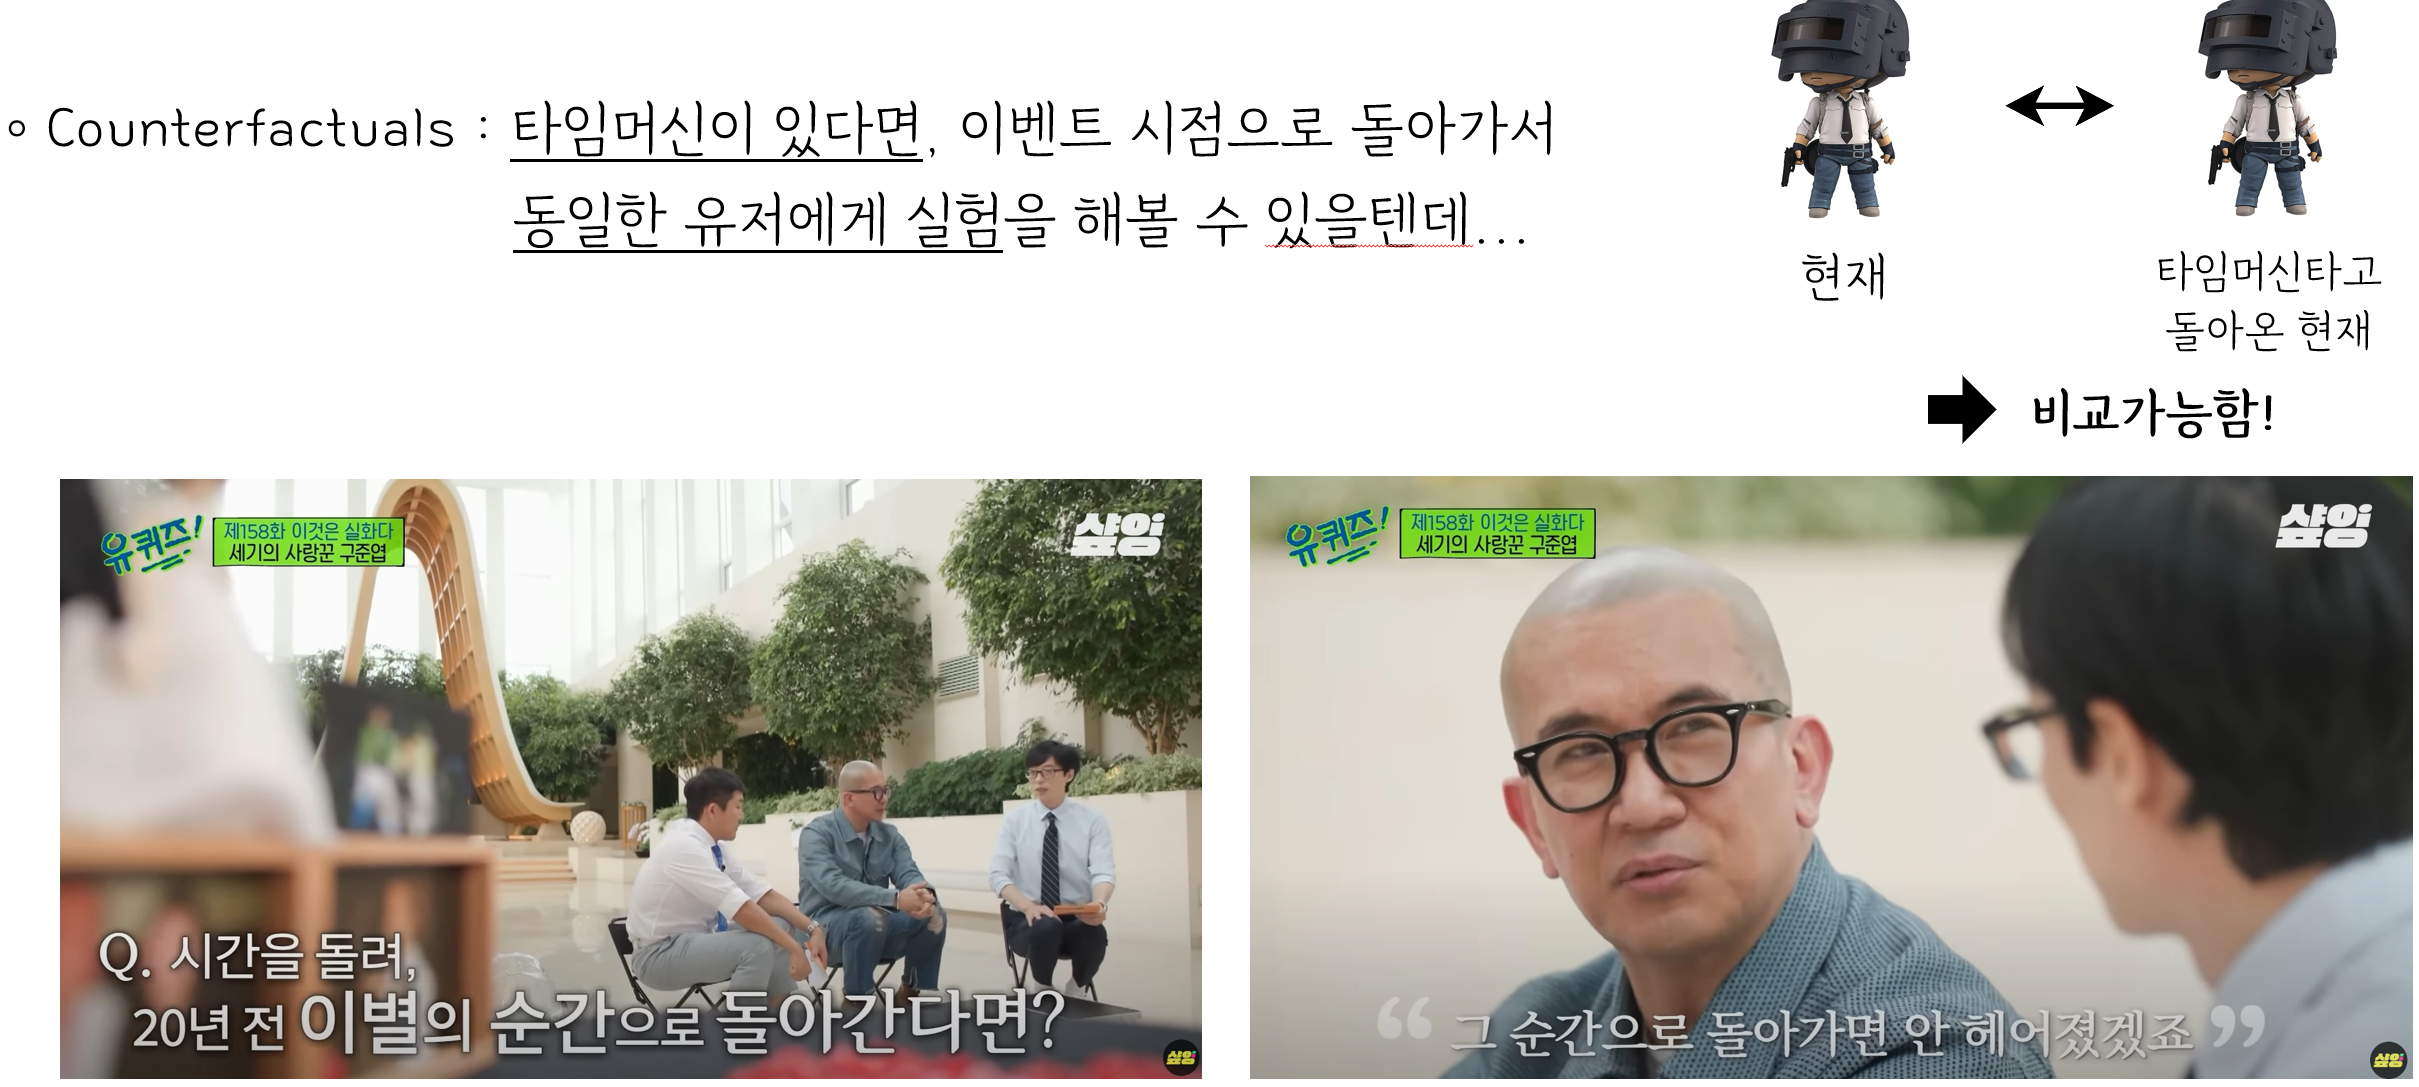 ◦ Counterfactuals : 타임머신이 있다면, 이벤트 시점으로 돌아가서
동일한 유저에게 실험을 해볼 수 있을텐데...
현재
타임머신타고
돌아온 현재
비교가능함!
유퀴즈!
제158화 이것은 실화다
세기의 사랑꾼 구준엽
샾잉
Q. 시간을 돌려,
20년 전 이별의 순간으로 돌아간다면?
샾잉
유퀴즈!
제158화 이것은 실화다
세기의 사랑꾼 구준엽
샾잉
“ 그 순간으로 돌아가면 안 헤어졌겠죠 ”
샾잉